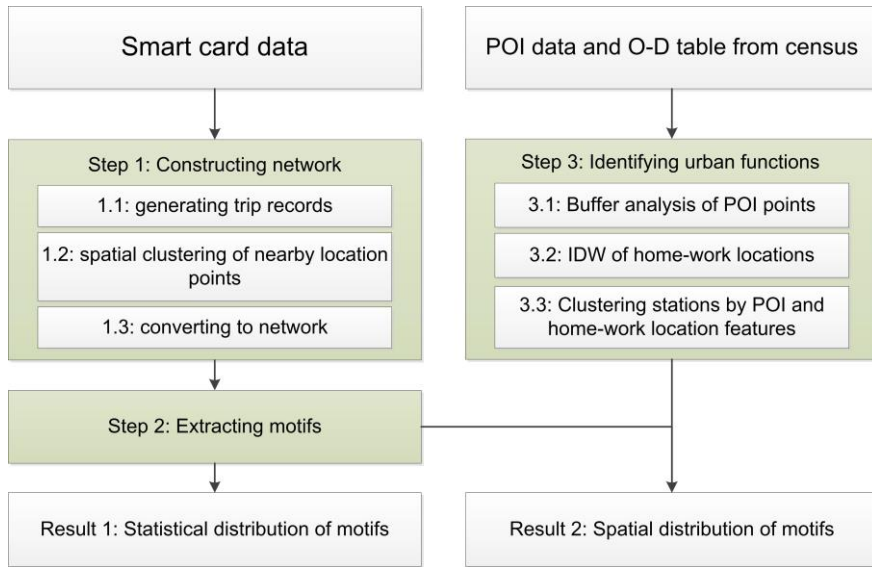 Smart card data
Step 1: Constructing network
1.1: generating trip records
1.2: spatial clustering of nearby location
points
1.3: converting to network
Step 2: Extracting motifs
Result 1: Statistical distribution of motifs
POI data and O-D table from census
Step 3: Identifying urban functions
3.1: Buffer analysis of POI points
3.2: IDW of home-work locations
3.3: Clustering stations by POI and
home-work location features
Result 2: Spatial distribution of motifs